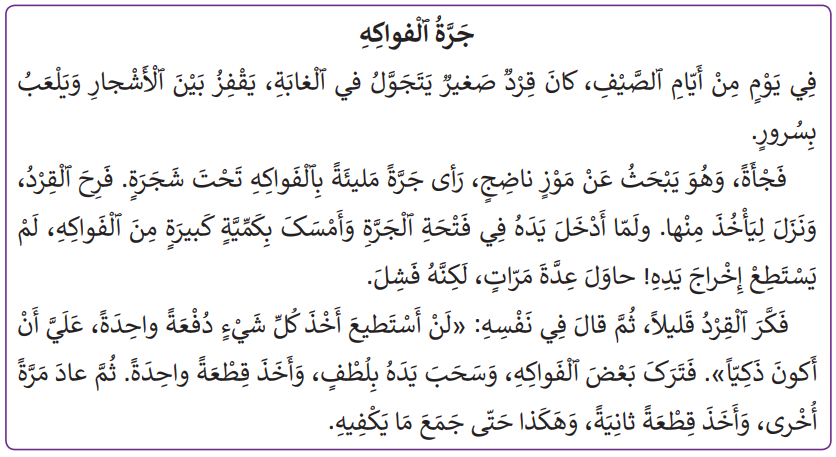 جَرَّةُ ٱلْفواكِهِ
فِي يَوْمٍ مِنْ أَيّامِ ٱلصَّيْفِ، كانَ قِرْدٌ صَغيرٌ يَتَجَوَّلُ في ٱلْغابَةِ، يَقْفِزُ بَيْنَ ٱلْأَشْجارِ وَيَلْعَبُ
بِسُرورٍ.
فَجْأَةً، وَهُوَ يَبْحَثُ عَنْ مَوْزٍ ناضِجٍ، رَأى جَرَّةً مَليئَةً بِٱلْفَواكِهِ تَحْتَ شَجَرَةٍ. فَرِحَ ٱلْقِرْدُ،
وَنَزَلَ لِيَأْخُذَ مِنْها. ولَمّا أَدْخَلَ يَدَهُ فِي فَتْحَةِ ٱلْجَرَّةِ وَأَمْسَكَ بِكَمِّيَّةٍ كَبيرَةٍ مِنَ ٱلْفَواكِهِ، لَمْ
يَسْتَطِعْ إِخْراجَ يَدِهِ! حاوَلَ عِدَّةَ مَرّاتٍ، لَكِنَّهُ فَشِلَ.
فَكَّرَ ٱلْقِرْدُ قَليلاً، ثُمَّ قالَ فِي نَفْسِهِ: «لَنْ أَسْتَطيعَ أَخْذَ كُلِّ شَيْءٍ دُفْعَةً واحِدَةً، عَلَيَّ أَنْ
أَكونَ ذَكِيّاً». فَتَرَكَ بَعْضَ ٱلْفَواكِهِ، وَسَحَبَ يَدَهُ بِلُطْفٍ، وَأَخَذَ قِطْعَةً واحِدَةً. ثُمَّ عادَ مَرَّةً
أُخْرى، وَأَخَذَ قِطْعَةً ثانِيَةً، وَهَكَذا حَتّى جَمَعَ مَا يَكْفِيهِ.